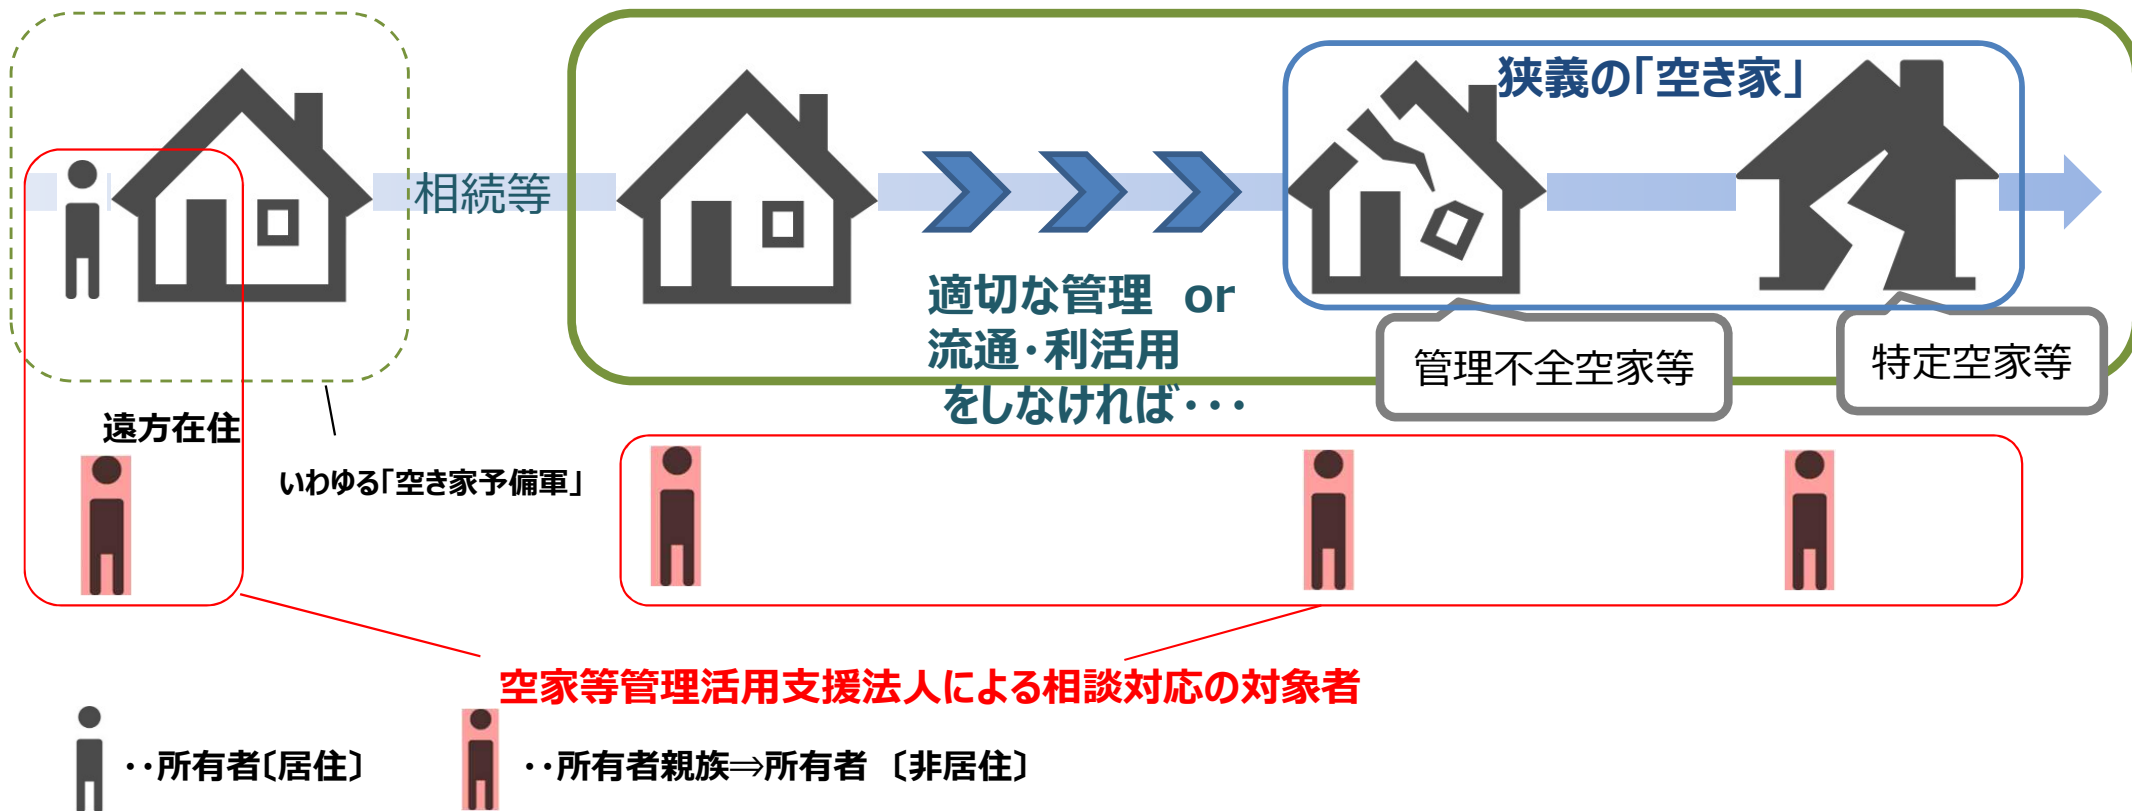 狭義の「空き家」
相続等
適切な管理 or
流通・利活用
をしなければ・・・
管理不全空家等
特定空家等
遠方在住
いわゆる「空き家予備軍」
空家等管理活用支援法人による相談対応の対象者
・・所有者〔居住〕
・・所有者親族⇒所有者 〔非居住〕